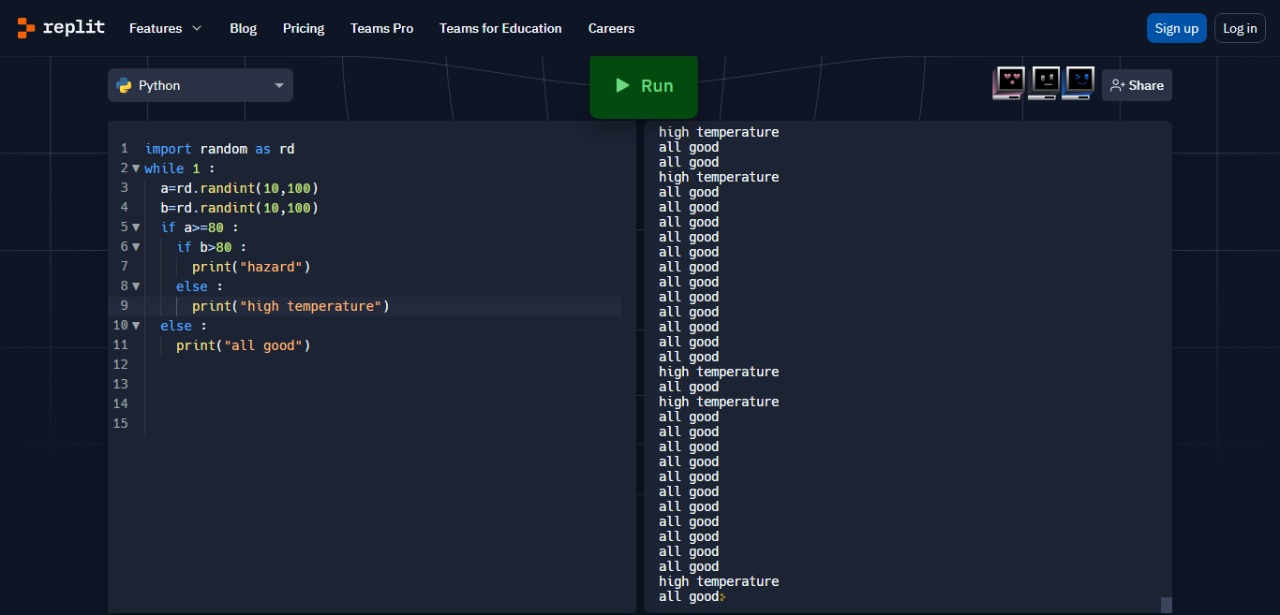 replit Features Blog Pricing Teams Pro Teams for Education Careers Sign up Log in
Python
Run
Share
1 import random as rd
2 while 1 :
3 a=rd.randint(10,100)
4 b=rd.randint(10,100)
5 if a>=80 :
6 if b>80 :
7 print("hazard")
8 else :
9 print("high temperature")
10 else :
11 print("all good")
12
13
14
15
high temperature
all good
all good
high temperature
all good
all good
all good
all good
all good
all good
all good
all good
all good
all good
all good
all good
high temperature
all good
high temperature
all good
all good
all good
all good
all good
all good
all good
all good
all good
all good
all good
high temperature
all good